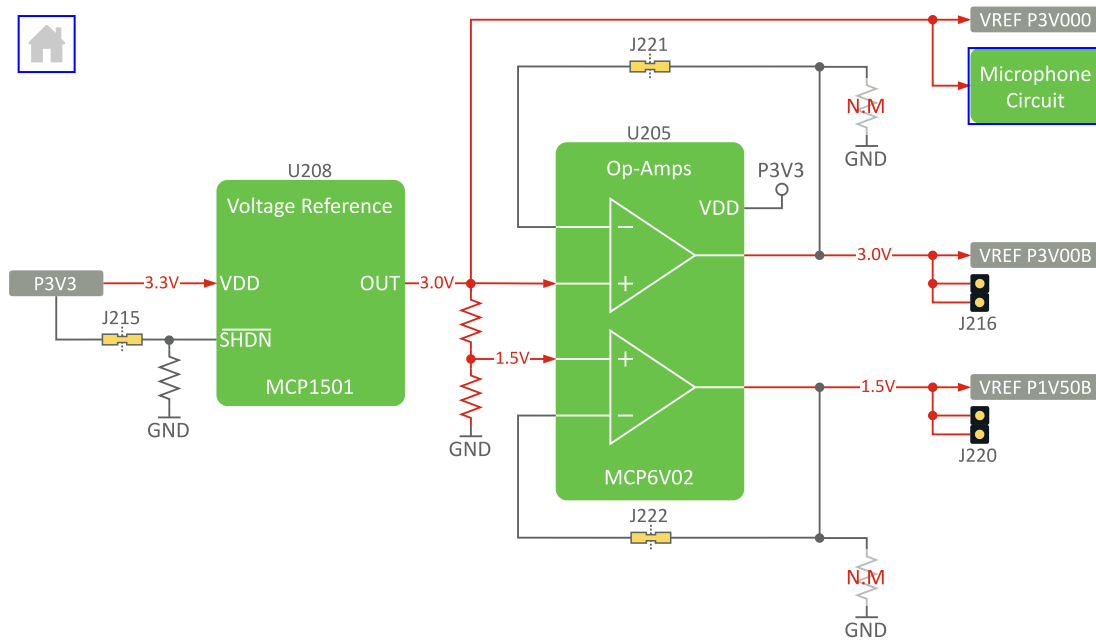 VREF P3V000
J221
Microphone
Circuit
N.M
GND
U205
Op-Amps
P3V3
VDD
U208
Voltage Reference
P3V3
3.3V
VDD
OUT
3.0V
3.0V
VREF P3V00B
J215
SHDN
J216
1.5V
MCP1501
GND
GND
1.5V
VREF P1V50B
J220
MCP6V02
J222
N.M
GND